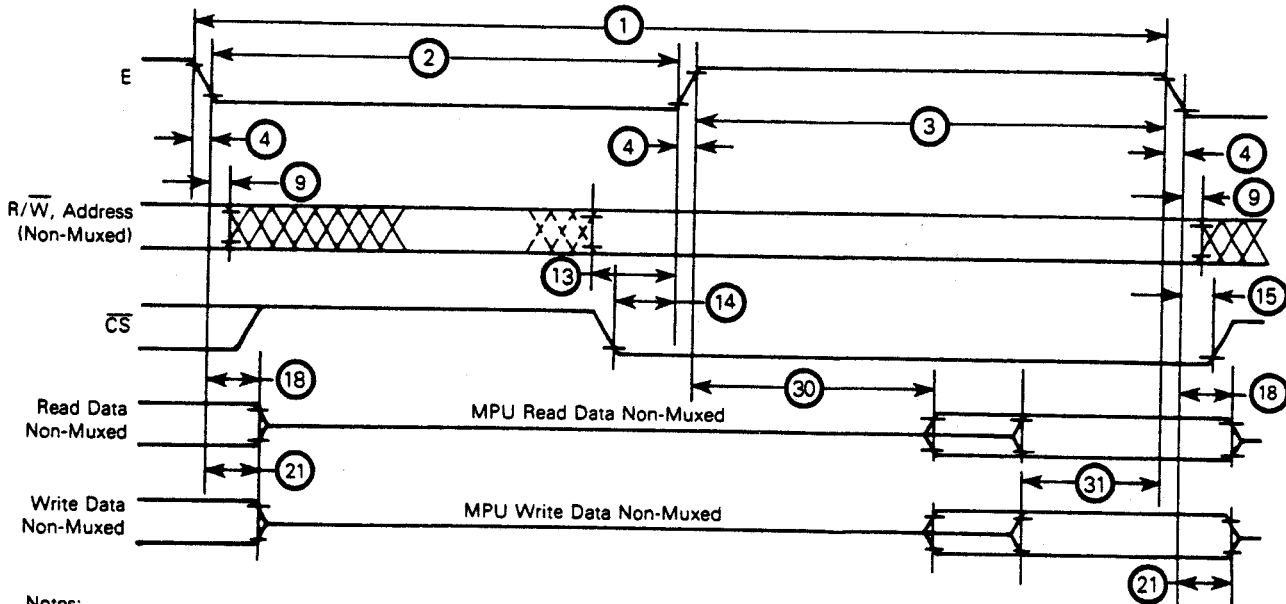 1
2
E
3
4
4
4
9
9
R/W̅, Address
(Non-Muxed)
13
14
15
C̅S̅
18
30
18
Read Data
Non-Muxed
MPU Read Data Non-Muxed
21
31
Write Data
Non-Muxed
MPU Write Data Non-Muxed
21
Notes: